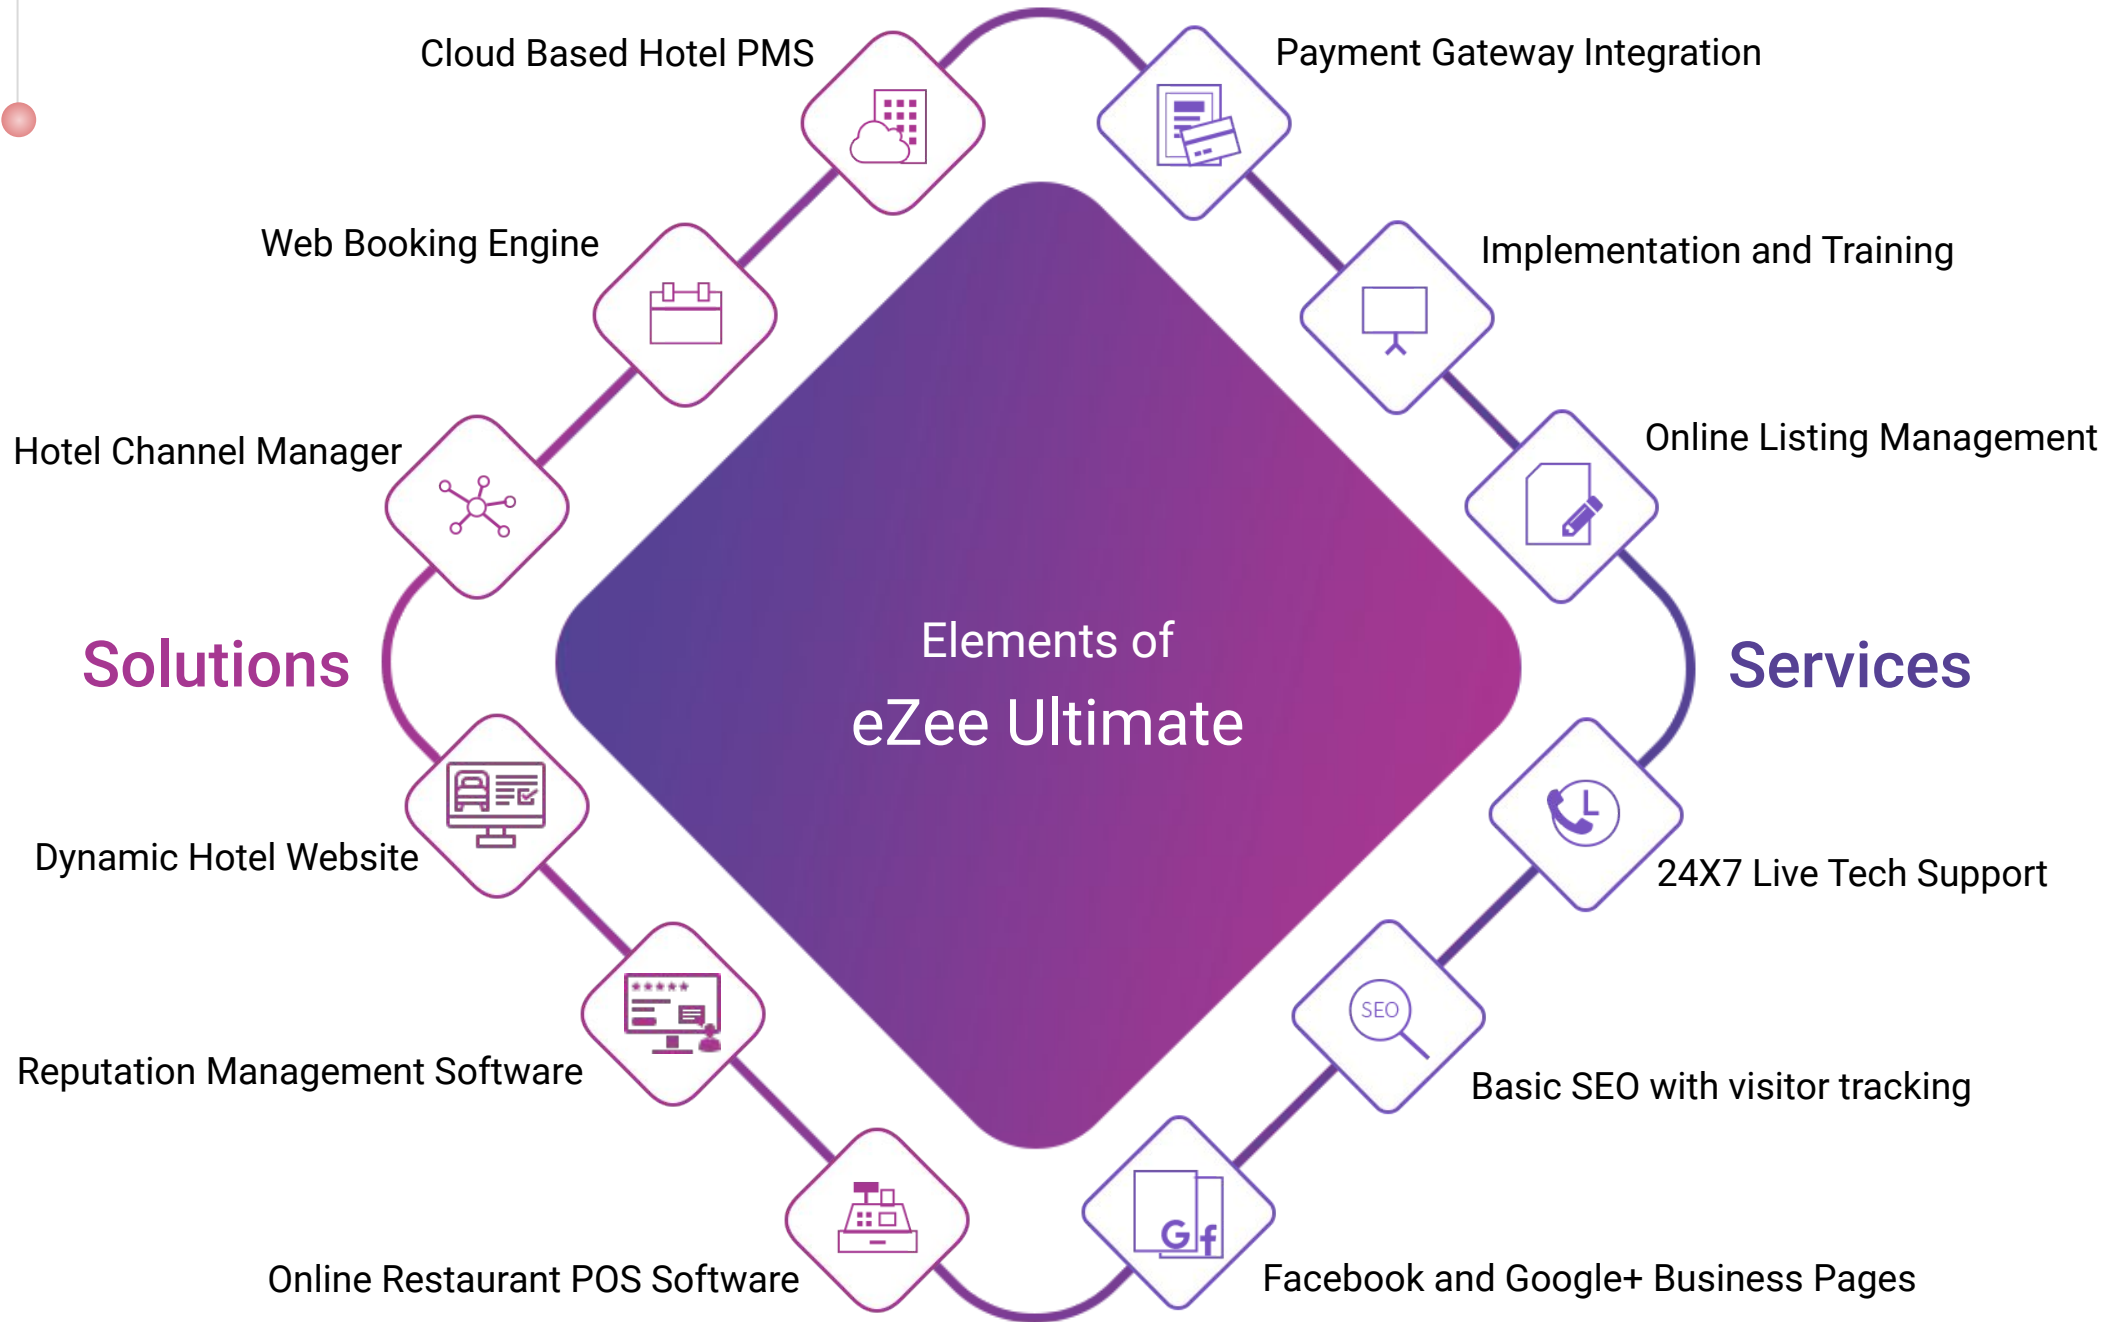 Cloud Based Hotel PMS
Payment Gateway Integration
Web Booking Engine
Implementation and Training
Hotel Channel Manager
Online Listing Management
Solutions
Elements of
eZee Ultimate
Services
Dynamic Hotel Website
24X7 Live Tech Support
SEO
Reputation Management Software
Basic SEO with visitor tracking
G f
Online Restaurant POS Software
Facebook and Google+ Business Pages